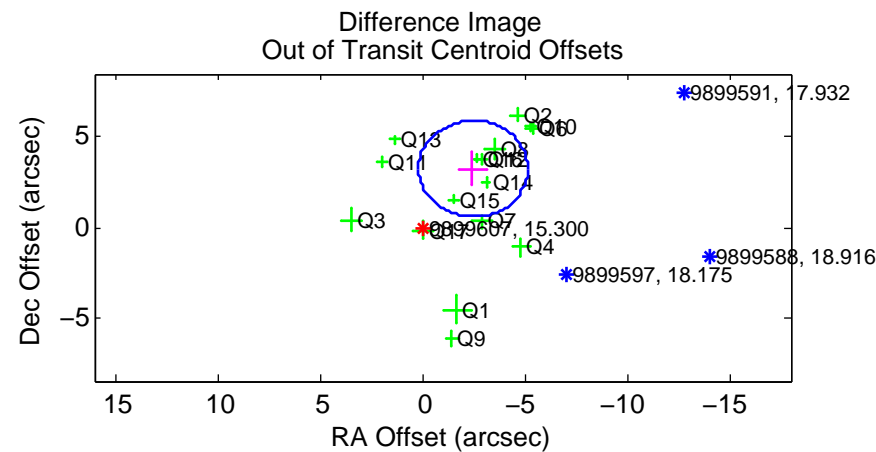 Difference Image
Out of Transit Centroid Offsets
9899591, 17.932
Q2
Q10
Q6
Q13
Q8
Q11
Q12
Q14
Q15
Q3
Q7
Q17
9899607, 15.300
Q4
9899588, 18.916
9899597, 18.175
Q1
Q9
5
0
−5
15
10
5
0
−5
−10
−15
Dec Offset (arcsec)
RA Offset (arcsec)